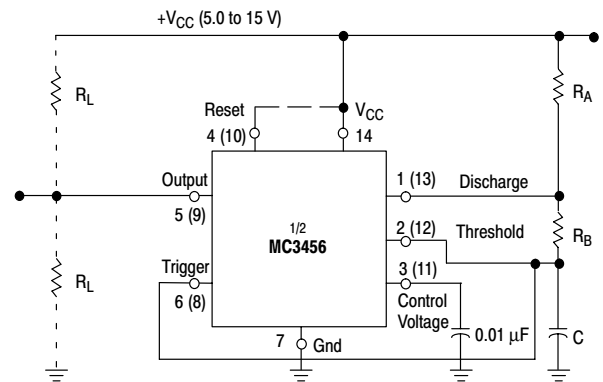 +VCC (5.0 to 15 V)
RL
RA
Reset
VCC
4 (10)
14
Output
1 (13)
Discharge
5 (9)
1/2
MC3456
2 (12)
Threshold
RB
Trigger
3 (11)
RL
6 (8)
Control
Voltage
0.01 μF
C
7
Gnd